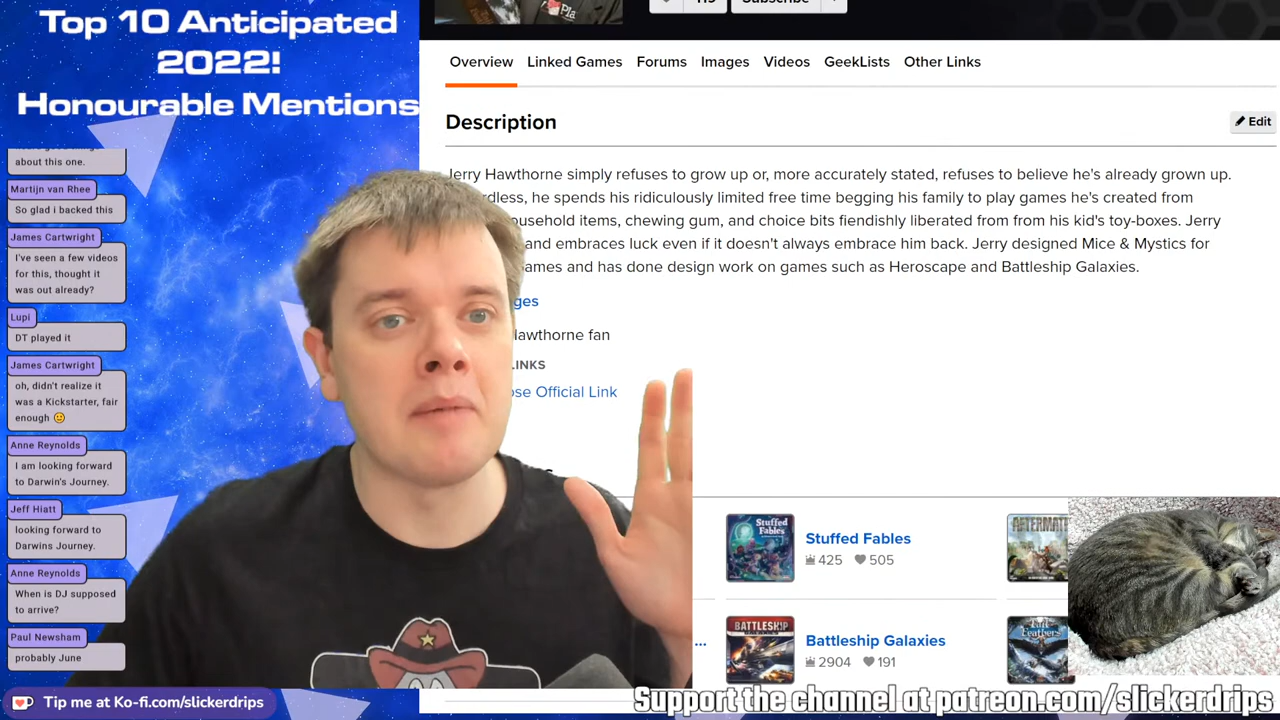 Top 10 Anticipated
2022!
Honourable Mentions
about this one.
Martijn van Rhee
So glad i backed this
James Cartwright
I've seen a few videos
for this, thought it
was out already?
Lupi
DT played it
James Cartwright
oh, didn't realize it
was a Kickstarter, fair
enough 🙂
Anne Reynolds
I am looking forward
to Darwin's Journey.
Jeff Hiatt
looking forward to
Darwins Journey.
Anne Reynolds
When is DJ supposed
to arrive?
Paul Newsham
probably June
Tip me at Ko-fi.com/slickerdrips
Subscribe
Overview Linked Games Forums Images Videos GeekLists Other Links
Description
Edit
Jerry Hawthorne simply refuses to grow up or, more accurately stated, refuses to believe he's already grown up.
he spends his ridiculously limited free time begging his family to play games he's created from
household items, chewing gum, and choice bits fiendishly liberated from from his kid's toy-boxes. Jerry
and embraces luck even if it doesn't always embrace him back. Jerry designed Mice & Mystics for
and has done design work on games such as Heroscape and Battleship Galaxies.
fan
LINKS
Official Link
Stuffed Fables
425 505
Battleship Galaxies
2904 191
Stuffed
Fables
BATTLESHIP
Tail
Feathers
Support the channel at patreon.com/slickerdrips